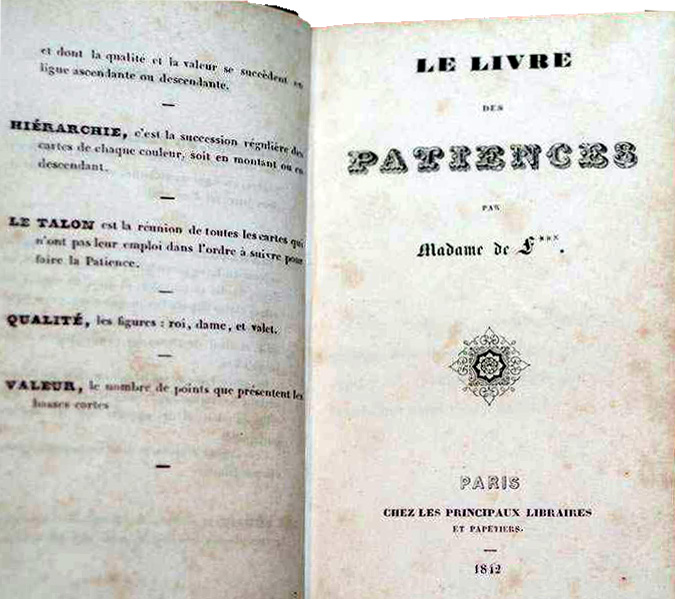 et dont la qualité et la valeur se succèdent en
ligne ascendante ou descendante.
HIÉRARCHIE, c'est la succession régulière des
cartes de chaque couleur, soit en montant ou en
descendant.
LE TALON est la réunion de toutes les cartes qui
n'ont pas leur emploi dans l'ordre à suivre pour
faire la Patience.
QUALITÉ, les figures : roi, dame, et valet.
VALEUR, le nombre de points que présentent les
basses cartes
LE LIVRE
DES
PATIENCES
PAR
Madame de F***.
PARIS
CHEZ LES PRINCIPAUX LIBRAIRES
ET PAPETIERS.
1842